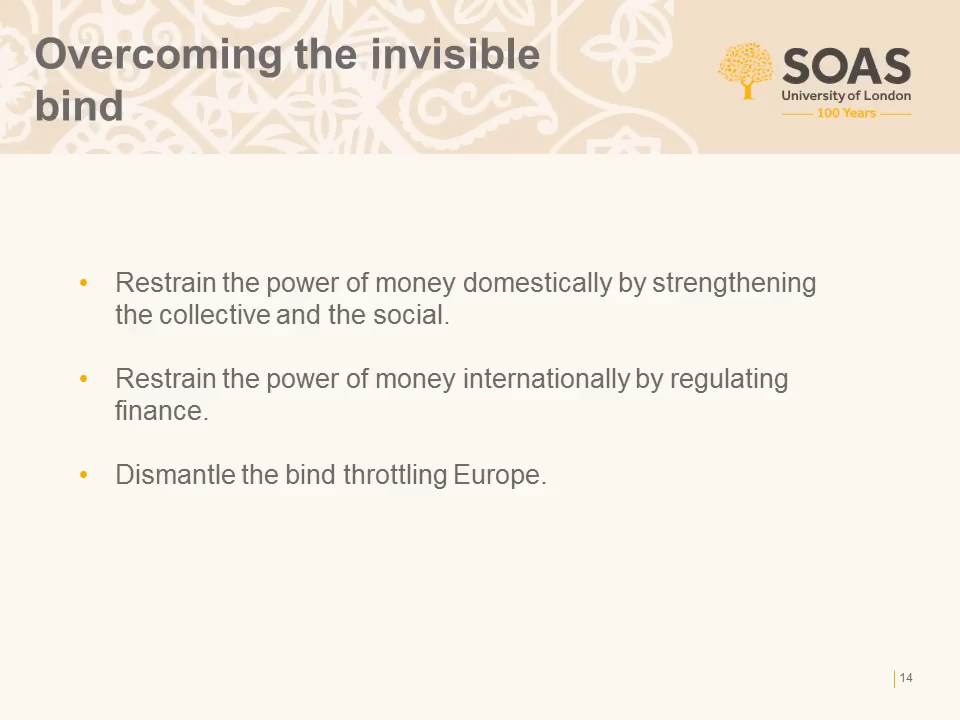 Overcoming the invisible
bind
SOAS
University of London
100 Years
• Restrain the power of money domestically by strengthening
the collective and the social.
• Restrain the power of money internationally by regulating
finance.
• Dismantle the bind throttling Europe.
14